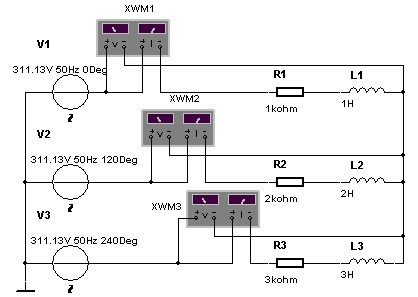 XWM1
V1
+ V − + I −
311.13V 50Hz 0Deg
R1 L1
1kohm 1H
XWM2
V2
+ V − + I −
311.13V 50Hz 120Deg
R2 L2
2kohm 2H
XWM3
V3
+ V − + I −
311.13V 50Hz 240Deg
R3 L3
3kohm 3H